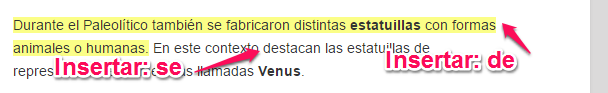 Durante el Paleolítico también se fabricaron distintas estatuillas con formas
animales o humanas. En este contexto destacan las estatuillas de
Insertar: se
Insertar: de
llamadas Venus.